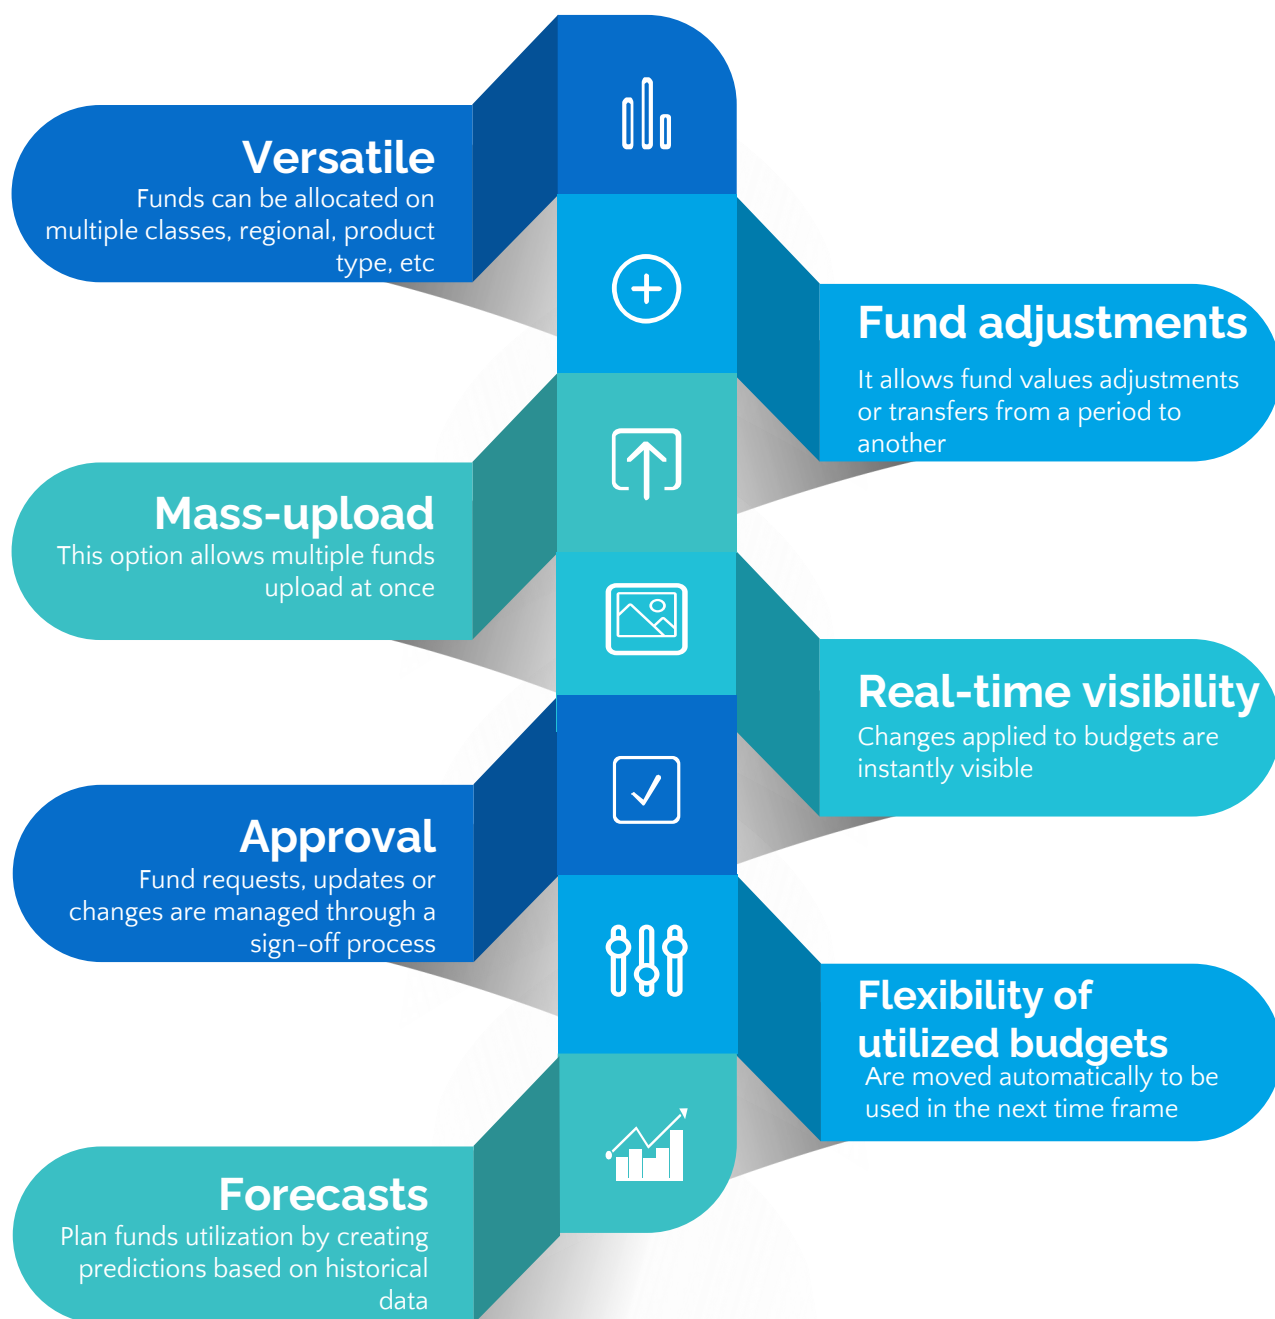 Versatile
Funds can be allocated on
multiple classes, regional, product
type, etc
Fund adjustments
It allows fund values adjustments
or transfers from a period to
another
Mass-upload
This option allows multiple funds
upload at once
Real-time visibility
Changes applied to budgets are
instantly visible
Approval
Fund requests, updates or
changes are managed through a
sign-off process
Flexibility of
utilized budgets
Are moved automatically to be
used in the next time frame
Forecasts
Plan funds utilization by creating
predictions based on historical
data